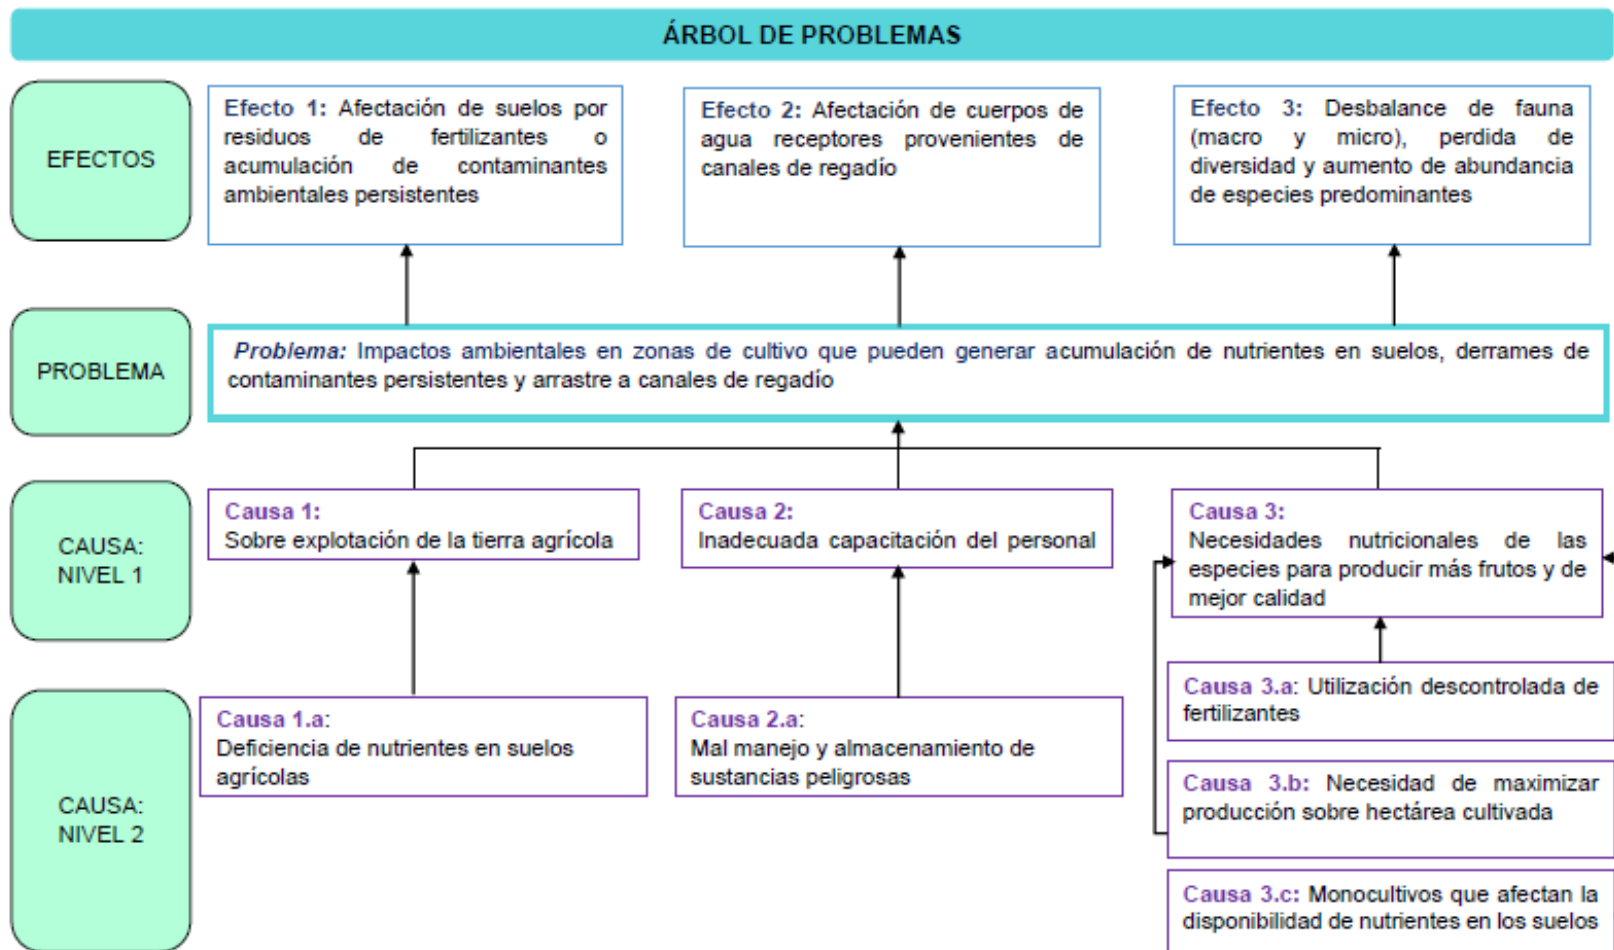 ÁRBOL DE PROBLEMAS
EFECTOS
Efecto 1: Afectación de suelos por
residuos de fertilizantes o
acumulación de contaminantes
ambientales persistentes
Efecto 2: Afectación de cuerpos de
agua receptores provenientes de
canales de regadío
Efecto 3: Desbalance de fauna
(macro y micro), perdida de
diversidad y aumento de abundancia
de especies predominantes
PROBLEMA
Problema: Impactos ambientales en zonas de cultivo que pueden generar acumulación de nutrientes en suelos, derrames de
contaminantes persistentes y arrastre a canales de regadío
CAUSA:
NIVEL 1
Causa 1:
Sobre explotación de la tierra agrícola
Causa 2:
Inadecuada capacitación del personal
Causa 3:
Necesidades nutricionales de las
especies para producir más frutos y de
mejor calidad
CAUSA:
NIVEL 2
Causa 1.a:
Deficiencia de nutrientes en suelos
agrícolas
Causa 2.a:
Mal manejo y almacenamiento de
sustancias peligrosas
Causa 3.a: Utilización descontrolada de
fertilizantes
Causa 3.b: Necesidad de maximizar
producción sobre hectárea cultivada
Causa 3.c: Monocultivos que afectan la
disponibilidad de nutrientes en los suelos